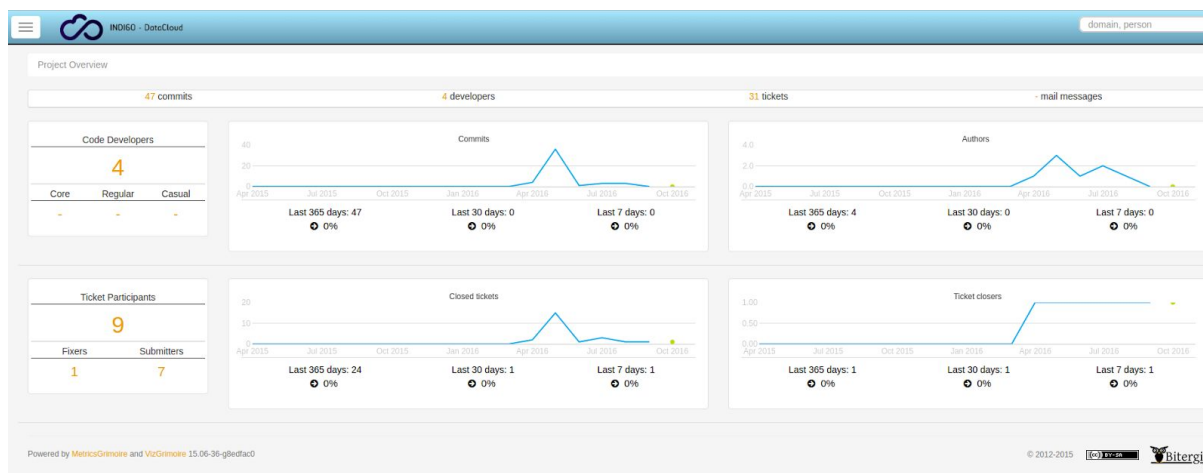 INDIGO - DataCloud
domain, person
Project Overview
47 commits 4 developers 31 tickets - mail messages
Code Developers
4
Core Regular Casual
- - -
Commits
40
20
0
Apr 2015 Jul 2015 Oct 2015 Jan 2016 Apr 2016 Jul 2016 Oct 2016
Last 365 days: 47 Last 30 days: 0 Last 7 days: 0
0% 0% 0%
Authors
4.0
2.0
0.0
Apr 2015 Jul 2015 Oct 2015 Jan 2016 Apr 2016 Jul 2016 Oct 2016
Last 365 days: 4 Last 30 days: 0 Last 7 days: 0
0% 0% 0%
Ticket Participants
9
Fixers Submitters
1 7
Closed tickets
20
10
0
Apr 2015 Jul 2015 Oct 2015 Jan 2016 Apr 2016 Jul 2016 Oct 2016
Last 365 days: 24 Last 30 days: 1 Last 7 days: 1
0% 0% 0%
Ticket closers
1.00
0.50
0.00
Apr 2015 Jul 2015 Oct 2015 Jan 2016 Apr 2016 Jul 2016 Oct 2016
Last 365 days: 1 Last 30 days: 1 Last 7 days: 1
0% 0% 0%
Powered by MetricsGrimoire and VizGrimoire 15.06-36-g8edfac0
© 2012-2015 (cc) BY-SA Bitergi